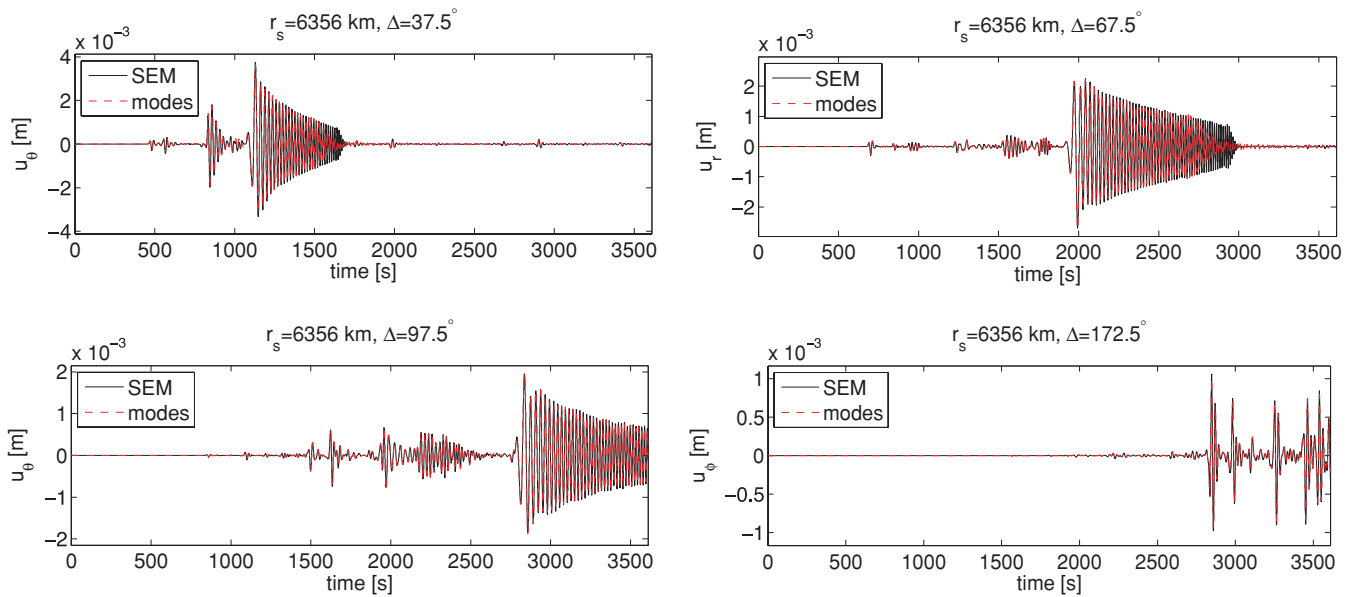 r_s=6356 km, Δ=37.5°
x 10⁻³
4
2
0
−2
−4
u_θ [m]
SEM
modes
0 500 1000 1500 2000 2500 3000 3500
time [s]
r_s=6356 km, Δ=67.5°
x 10⁻³
2
1
0
−1
−2
u_r [m]
SEM
modes
0 500 1000 1500 2000 2500 3000 3500
time [s]
r_s=6356 km, Δ=97.5°
x 10⁻³
2
1
0
−1
−2
u_θ [m]
SEM
modes
0 500 1000 1500 2000 2500 3000 3500
time [s]
r_s=6356 km, Δ=172.5°
x 10⁻³
1
0.5
0
−0.5
−1
u_ϕ [m]
SEM
modes
0 500 1000 1500 2000 2500 3000 3500
time [s]